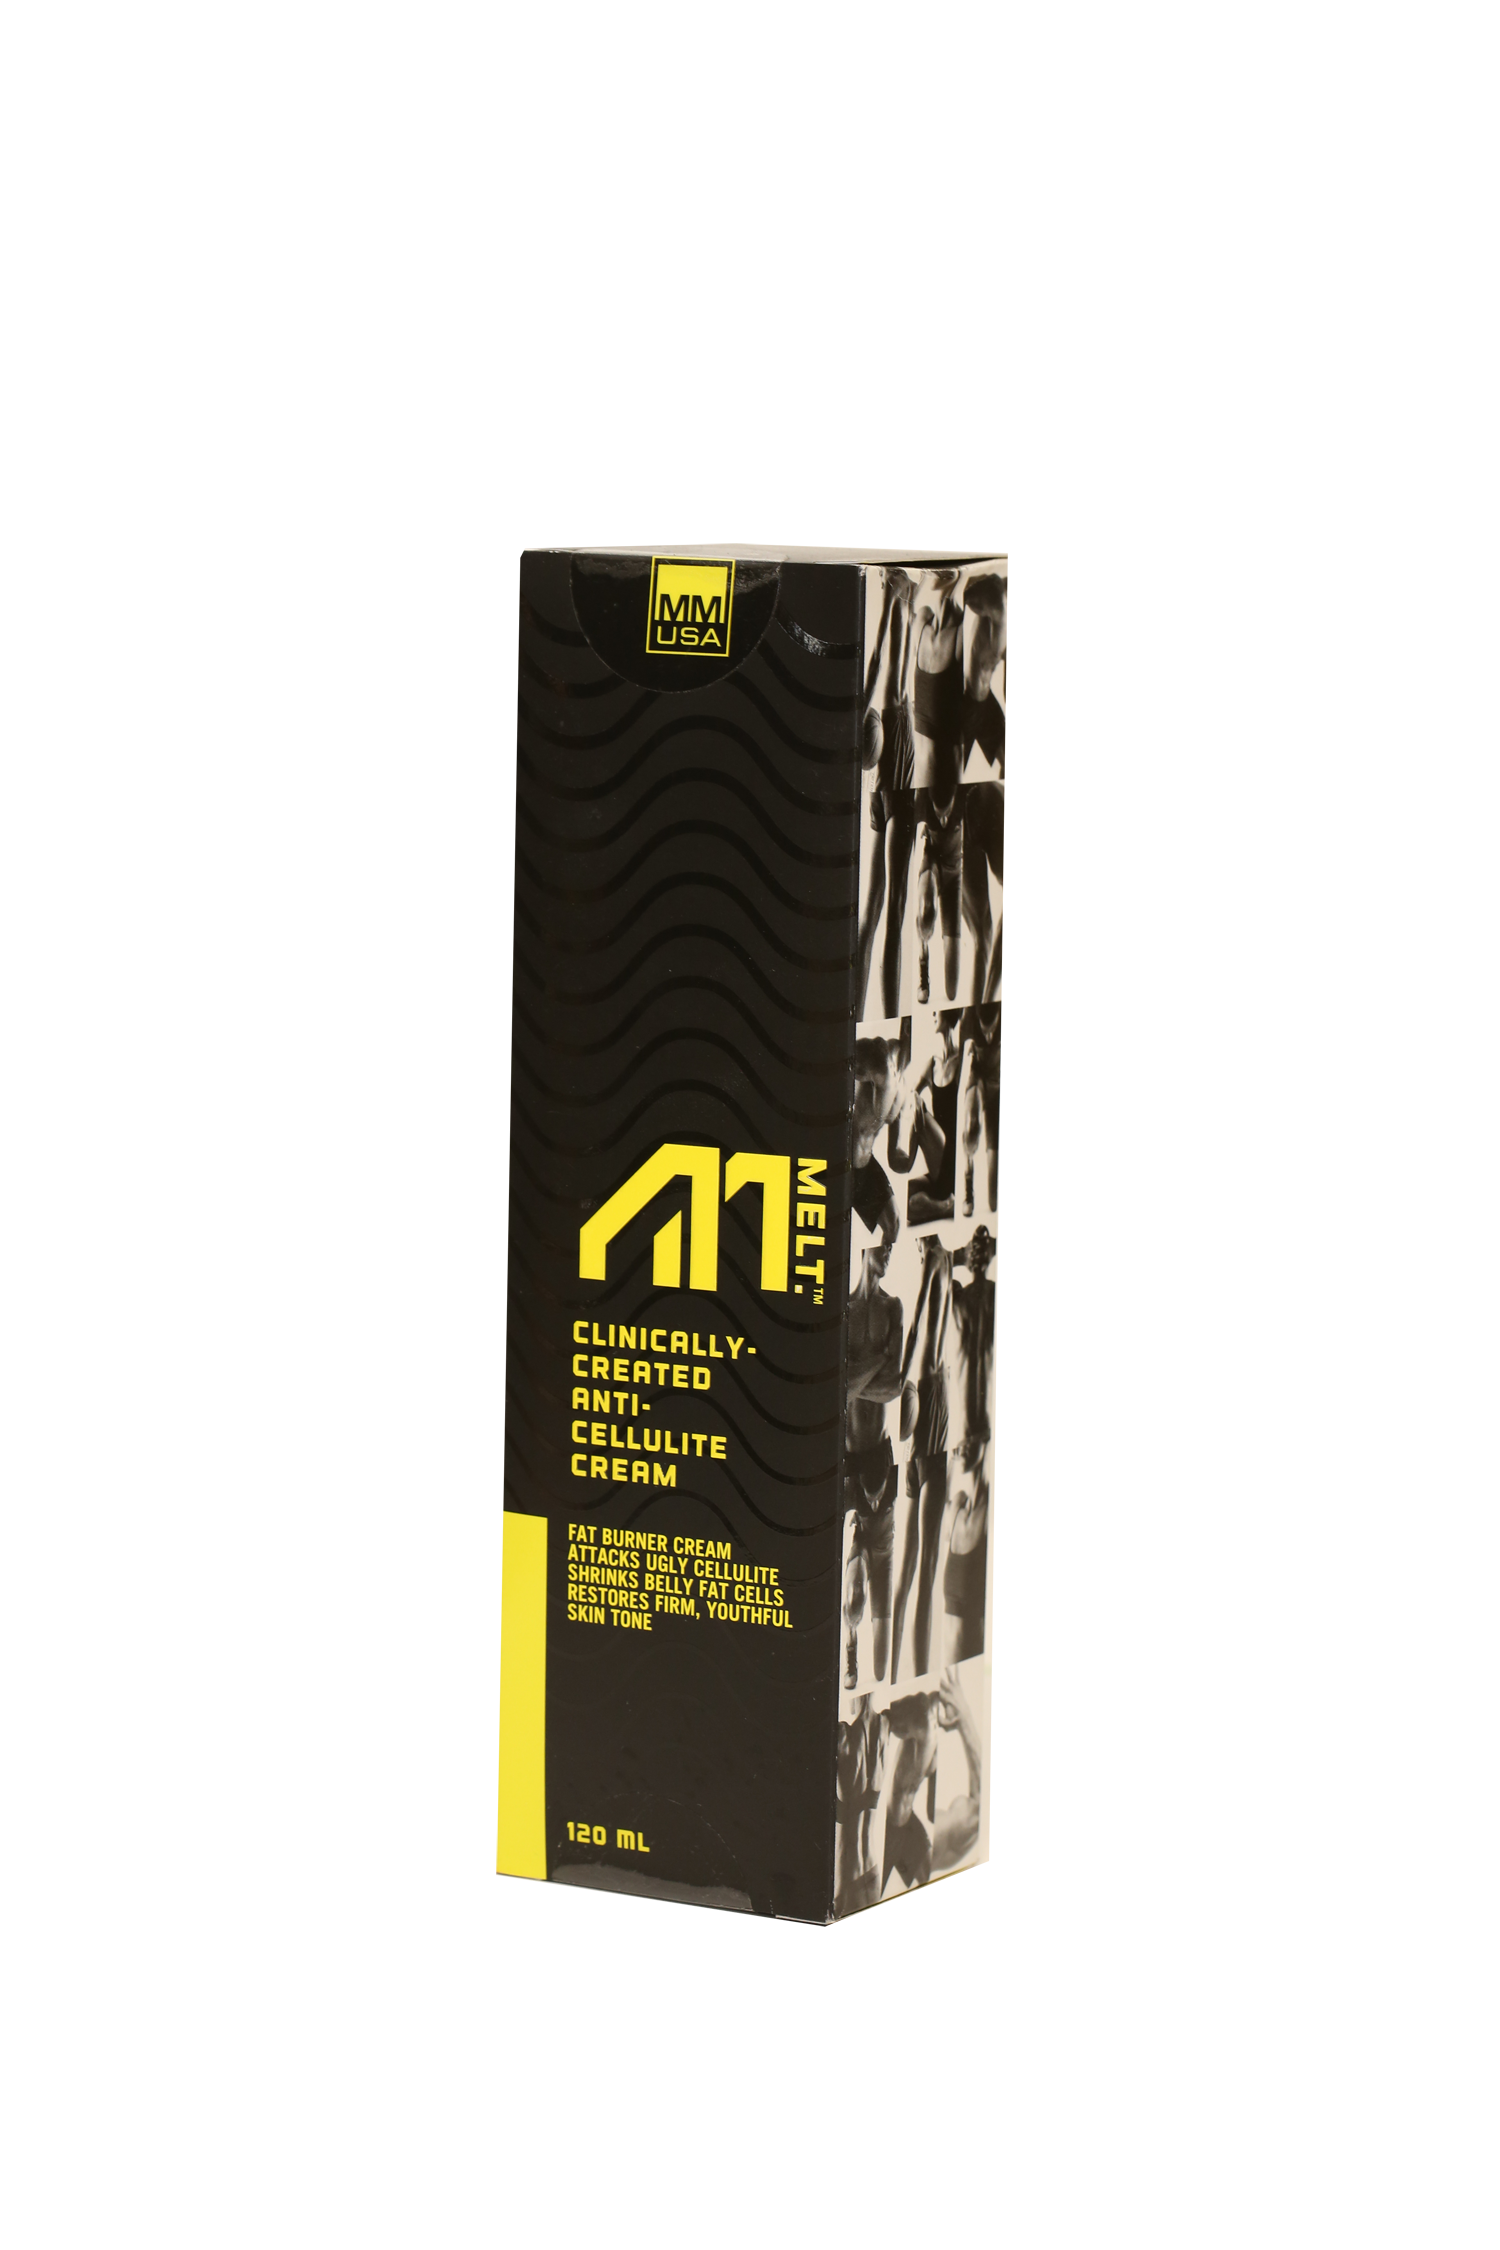 MM
USA
MELT.™
CLINICALLY-
CREATED
ANTI-
CELLULITE
CREAM
FAT BURNER CREAM
ATTACKS UGLY CELLULITE
SHRINKS BELLY FAT CELLS
RESTORES FIRM, YOUTHFUL
SKIN TONE
120 ML